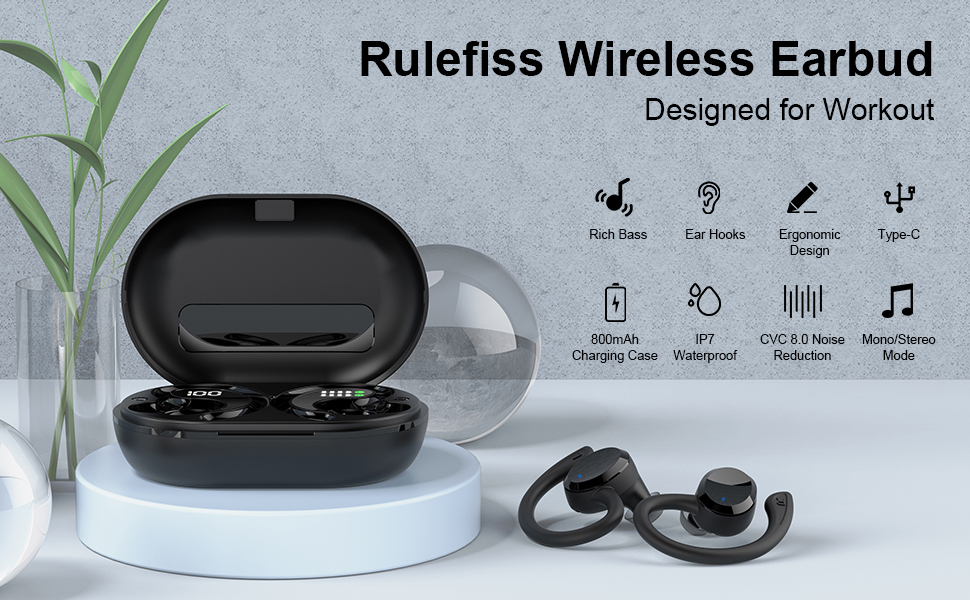 Rulefiss Wireless Earbud
Designed for Workout
Rich Bass
Ear Hooks
Ergonomic
Design
Type-C
800mAh
Charging Case
IP7
Waterproof
CVC 8.0 Noise
Reduction
Mono/Stereo
Mode
100